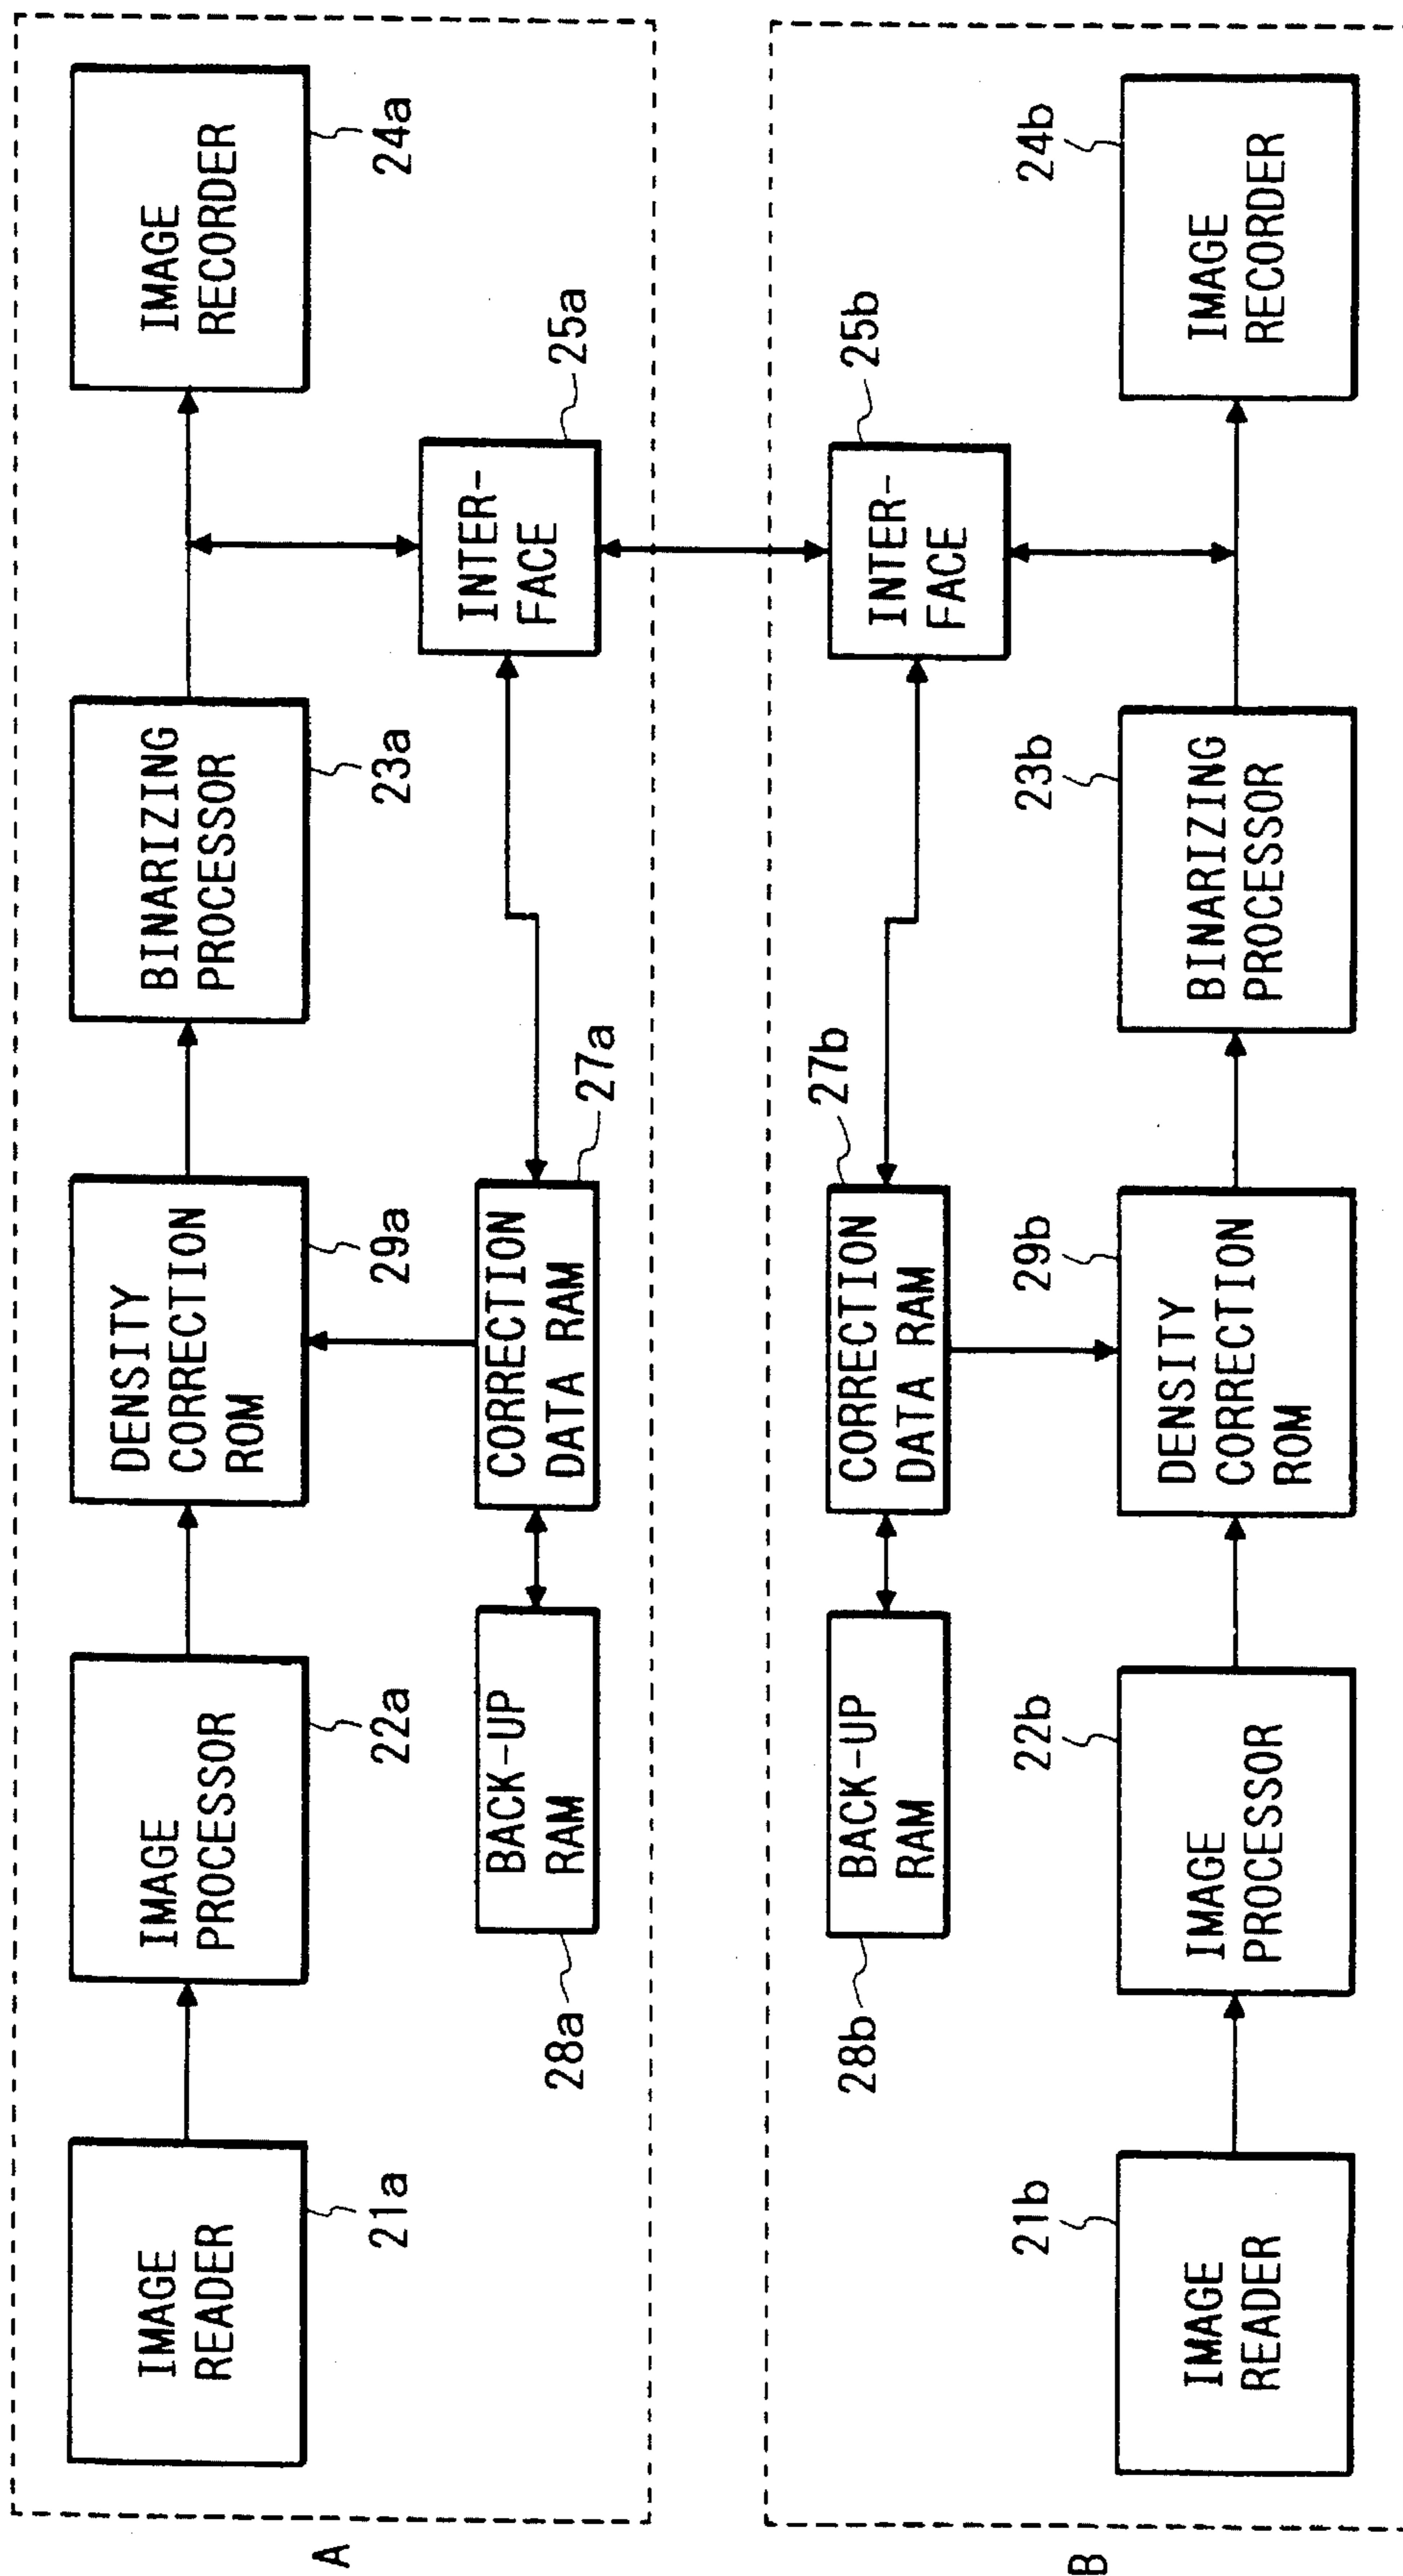 A
IMAGE
READER
21a
IMAGE
PROCESSOR
22a
DENSITY
CORRECTION
ROM
29a
BINARIZING
PROCESSOR
23a
IMAGE
RECORDER
24a
BACK-UP
RAM
28a
CORRECTION
DATA RAM
27a
INTER-
FACE
25a
B
BACK-UP
RAM
28b
CORRECTION
DATA RAM
27b
INTER-
FACE
25b
IMAGE
READER
21b
IMAGE
PROCESSOR
22b
DENSITY
CORRECTION
ROM
29b
BINARIZING
PROCESSOR
23b
IMAGE
RECORDER
24b